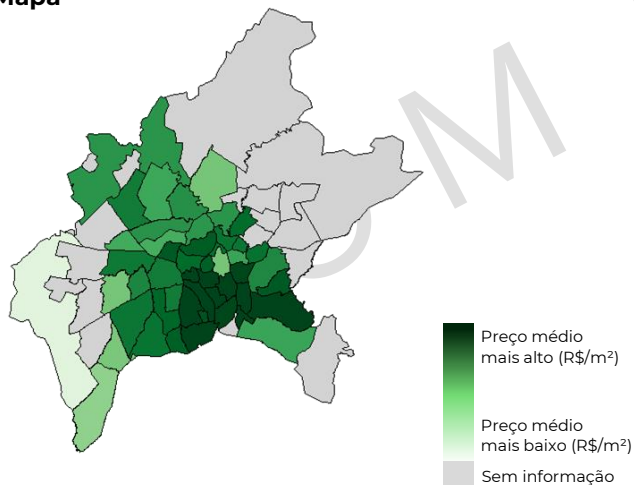 Mapa
M
Preço médio
mais alto (R$/m²)
Preço médio
mais baixo (R$/m²)
Sem informação